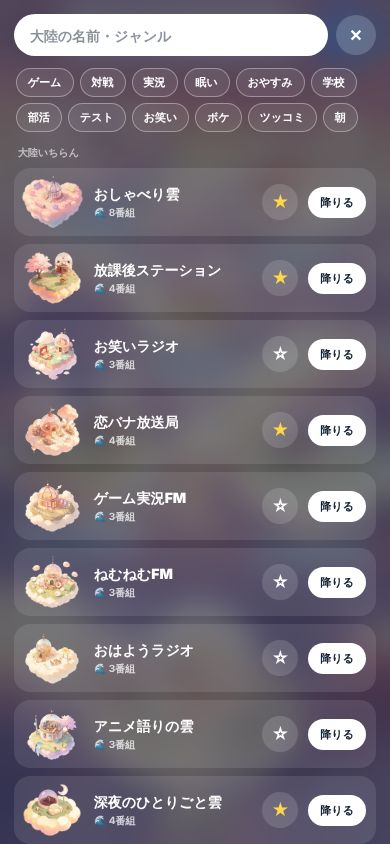 大陸の名前・ジャンル ✕
ゲーム 対戦 実況 眠い おやすみ 学校
部活 テスト お笑い ボケ ツッコミ 朝
大陸いちらん
おしゃべり雲
🌊 8番組
★ 降りる
放課後ステーション
🌊 4番組
★ 降りる
お笑いラジオ
🌊 3番組
☆ 降りる
恋バナ放送局
🌊 4番組
★ 降りる
ゲーム実況FM
🌊 3番組
☆ 降りる
ねむねむFM
🌊 3番組
☆ 降りる
おはようラジオ
🌊 3番組
☆ 降りる
アニメ語りの雲
🌊 3番組
☆ 降りる
深夜のひとりごと雲
🌊 4番組
★ 降りる